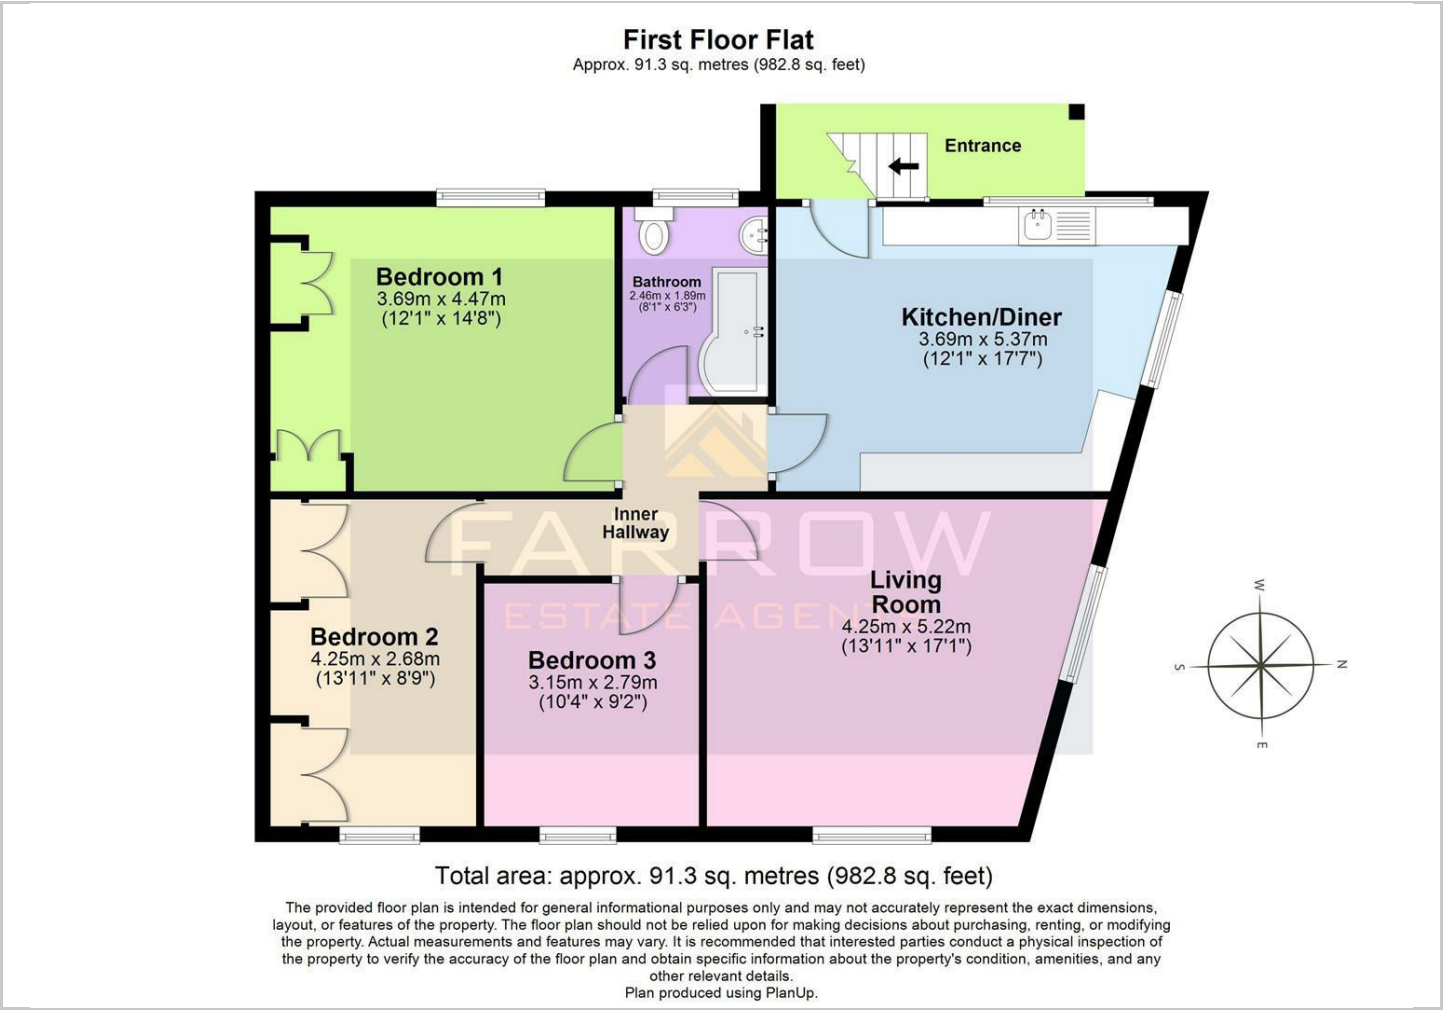 First Floor Flat
Approx. 91.3 sq. metres (982.8 sq. feet)
Entrance
Bedroom 1
3.69m x 4.47m
(12'1" x 14'8")
Bathroom
2.46m x 1.89m
(8'1" x 6'3")
Kitchen/Diner
3.69m x 5.37m
(12'1" x 17'7")
Inner
Hallway
FARROW
ESTATE AGENTS
Living
Room
4.25m x 5.22m
(13'11" x 17'1")
Bedroom 2
4.25m x 2.68m
(13'11" x 8'9")
Bedroom 3
3.15m x 2.79m
(10'4" x 9'2")
W
S
N
E
Total area: approx. 91.3 sq. metres (982.8 sq. feet)
The provided floor plan is intended for general informational purposes only and may not accurately represent the exact dimensions,
layout, or features of the property. The floor plan should not be relied upon for making decisions about purchasing, renting, or modifying
the property. Actual measurements and features may vary. It is recommended that interested parties conduct a physical inspection of
the property to verify the accuracy of the floor plan and obtain specific information about the property's condition, amenities, and any
other relevant details.
Plan produced using PlanUp.